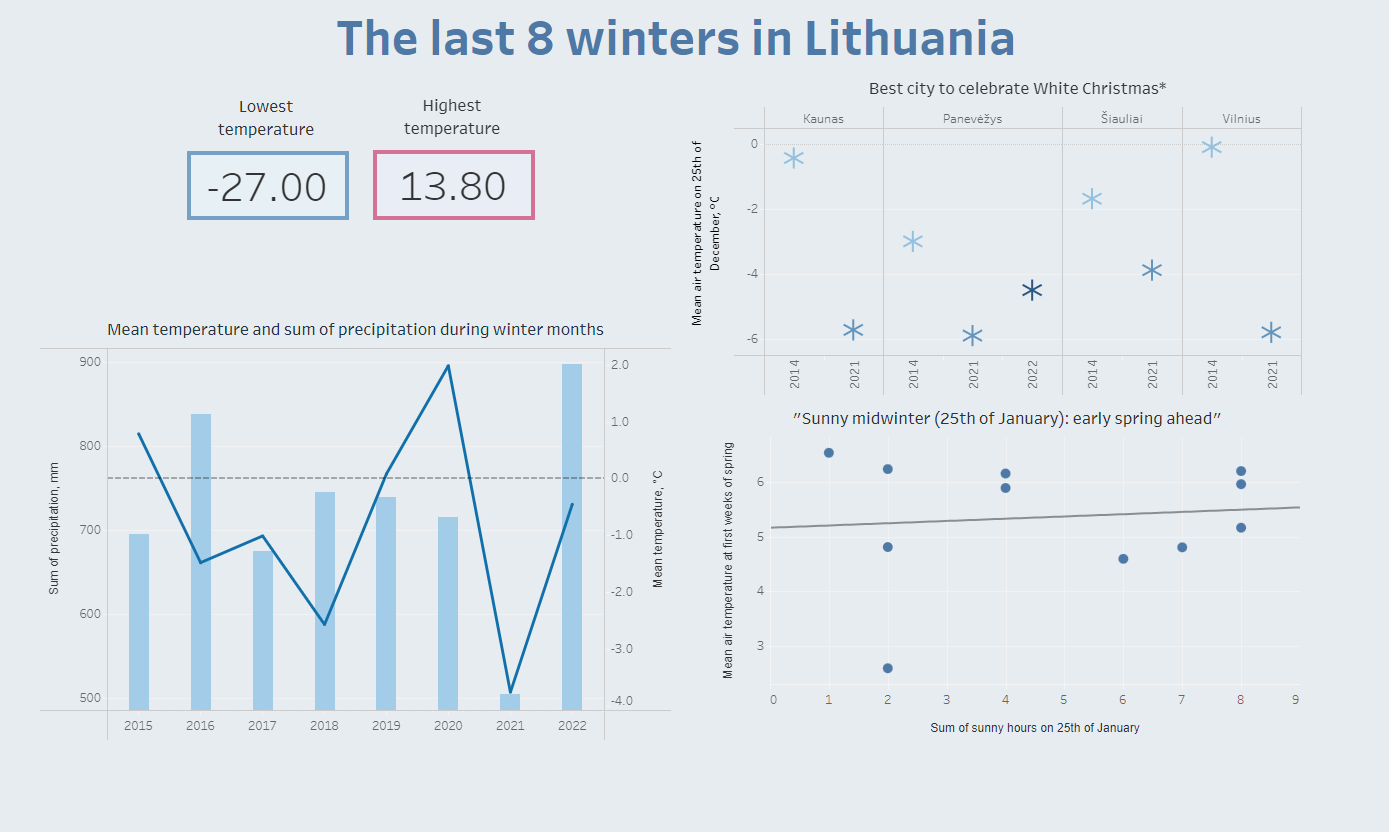 The last 8 winters in Lithuania
Lowest
temperature
-27.00
Highest
temperature
13.80
Best city to celebrate White Christmas*
Kaunas
Panevėžys
Šiauliai
Vilnius
Mean air temperature on 25th of
December, °C
0
-2
-4
-6
2014
2021
2014
2021
2022
2014
2021
2014
2021
Mean temperature and sum of precipitation during winter months
Sum of precipitation, mm
900
800
700
600
500
2.0
1.0
0.0
-1.0
-2.0
-3.0
-4.0
Mean temperature, °C
2015
2016
2017
2018
2019
2020
2021
2022
"Sunny midwinter (25th of January): early spring ahead"
Mean air temperature at first weeks of spring
6
5
4
3
0
1
2
3
4
5
6
7
8
9
Sum of sunny hours on 25th of January